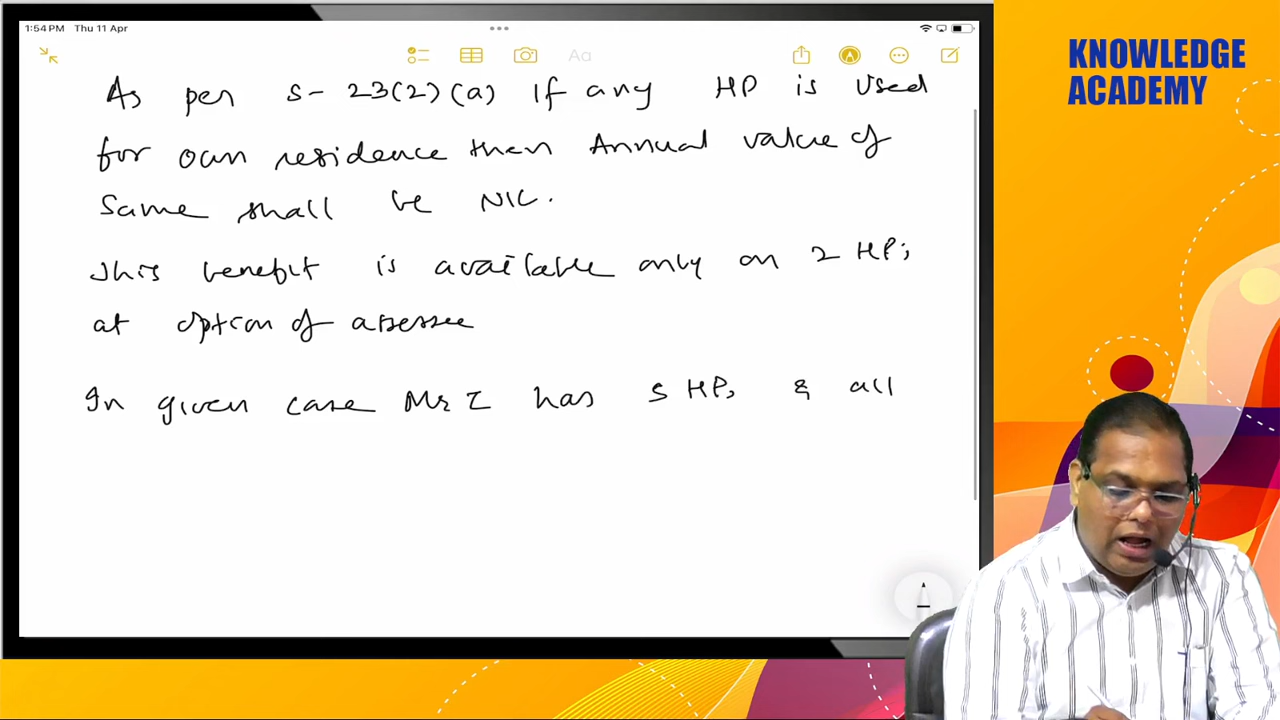 1:54 PM Thu 11 Apr
Aa
KNOWLEDGE
ACADEMY
As per S-23(2)(a) If any HP is used
for own residence then Annual value of
Same shall be NIL.
This benefit is available only on 2 HPs
at option of assessee
In given case Mr I has 5 HPs & all